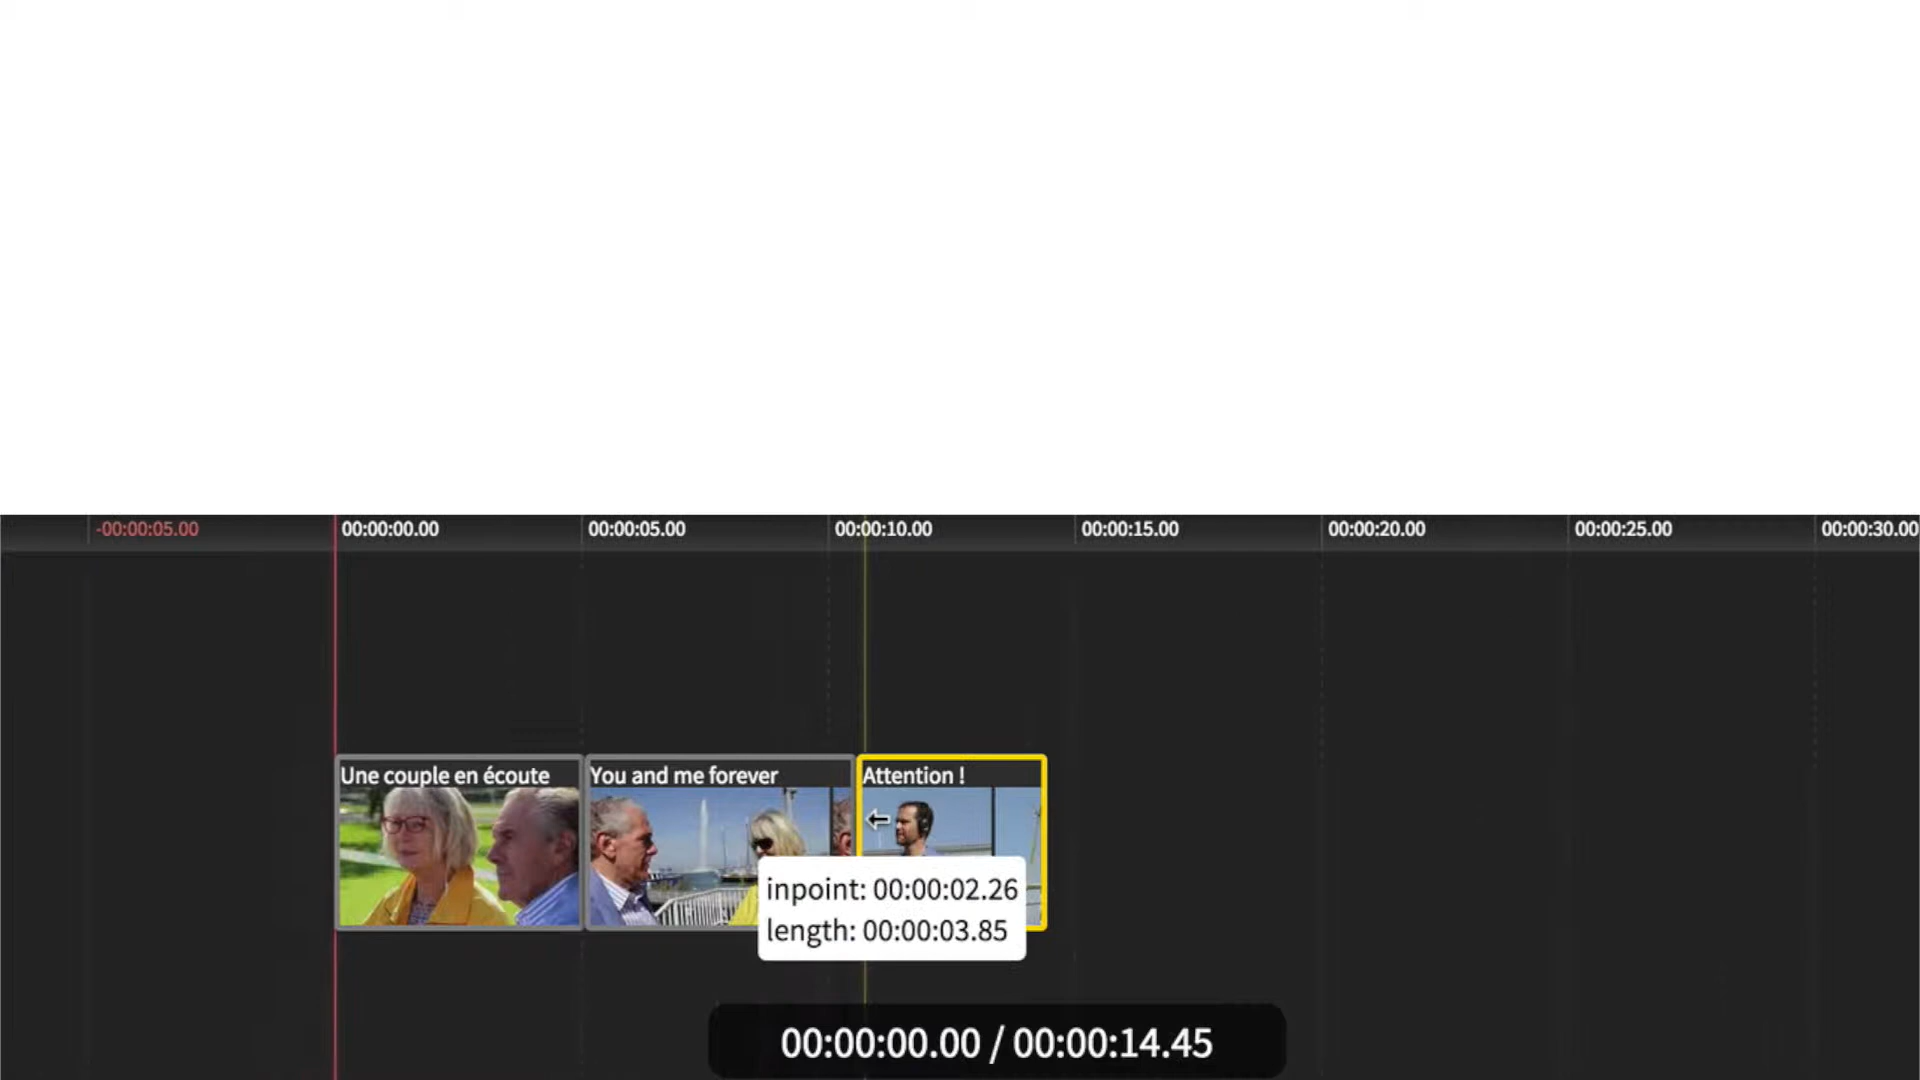 -00:00:05.00 00:00:00.00 00:00:05.00 00:00:10.00 00:00:15.00 00:00:20.00 00:00:25.00 00:00:30.00
Une couple en écoute
You and me forever
Attention !
inpoint: 00:00:02.26
length: 00:00:03.85
00:00:00.00 / 00:00:14.45